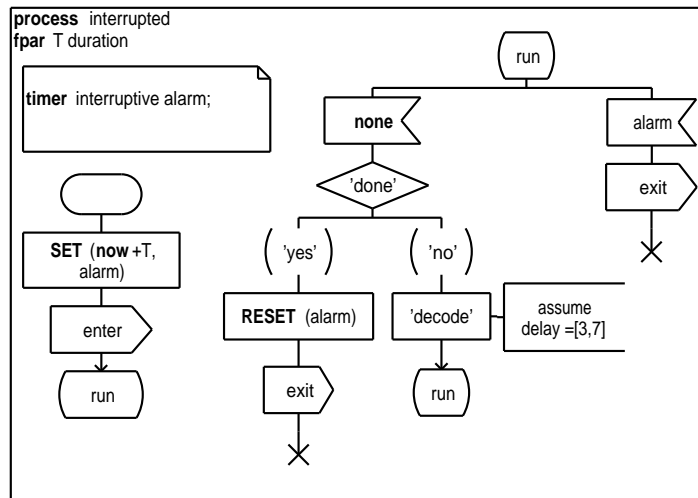 process interrupted
fpar T duration
timer interruptive alarm;
run
none
alarm
'done'
exit
SET (now +T,
alarm)
'yes'
'no'
enter
RESET (alarm)
'decode'
assume
delay =[3,7]
run
exit
run